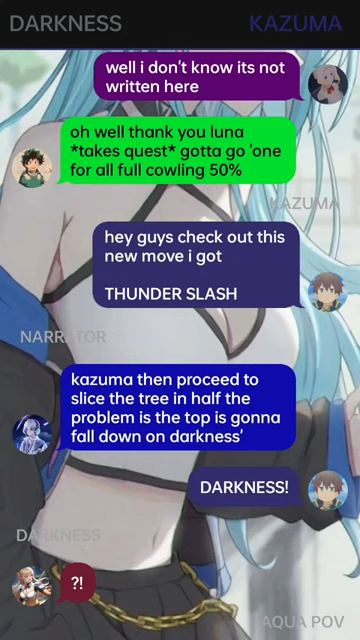 DARKNESS
KAZUMA
well i don't know its not
written here
oh well thank you luna
*takes quest* gotta go 'one
for all full cowling 50%
KAZUMA
hey guys check out this
new move i got
THUNDER SLASH
NARRATOR
kazuma then proceed to
slice the tree in half the
problem is the top is gonna
fall down on darkness'
DARKNESS!
DARKNESS
?!
AQUA POV